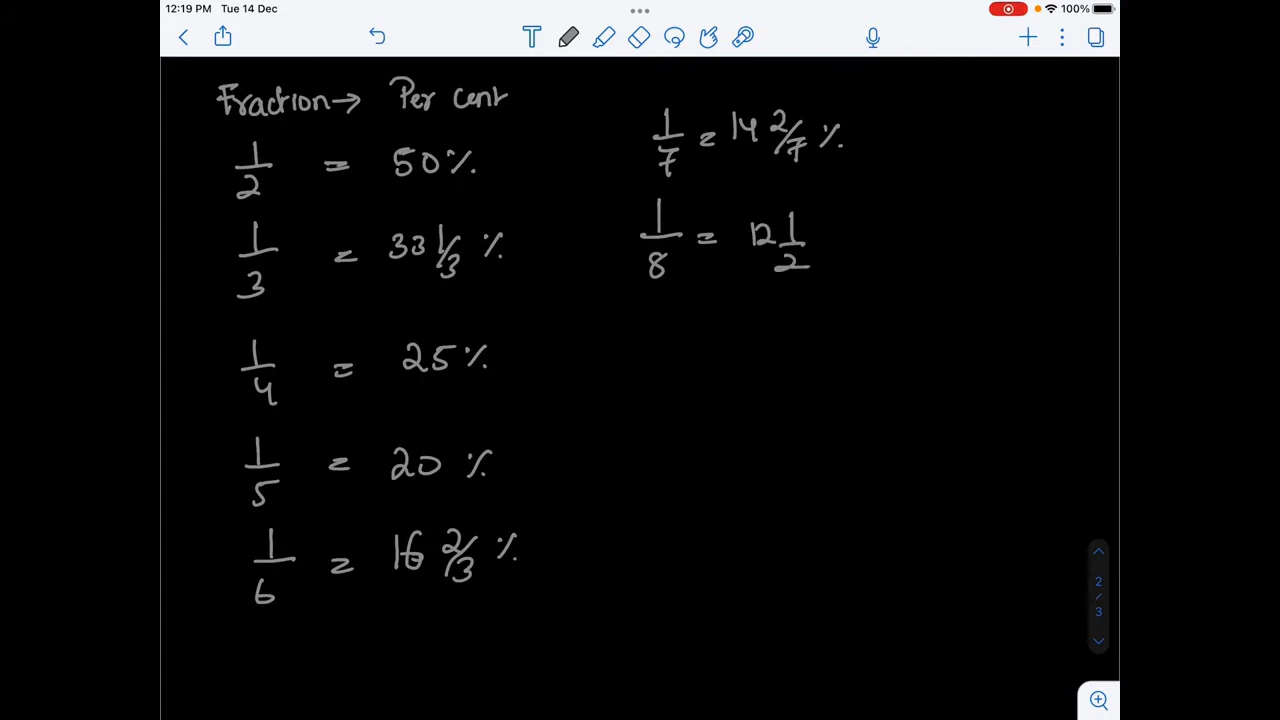 12:19 PM Tue 14 Dec
100%
T
Fraction → Per cent
1/2 = 50%
1/3 = 33 1/3 %
1/4 = 25%
1/5 = 20 %
1/6 = 16 2/3 %
1/7 = 14 2/7 %
1/8 = 12 1/2
2
/
3